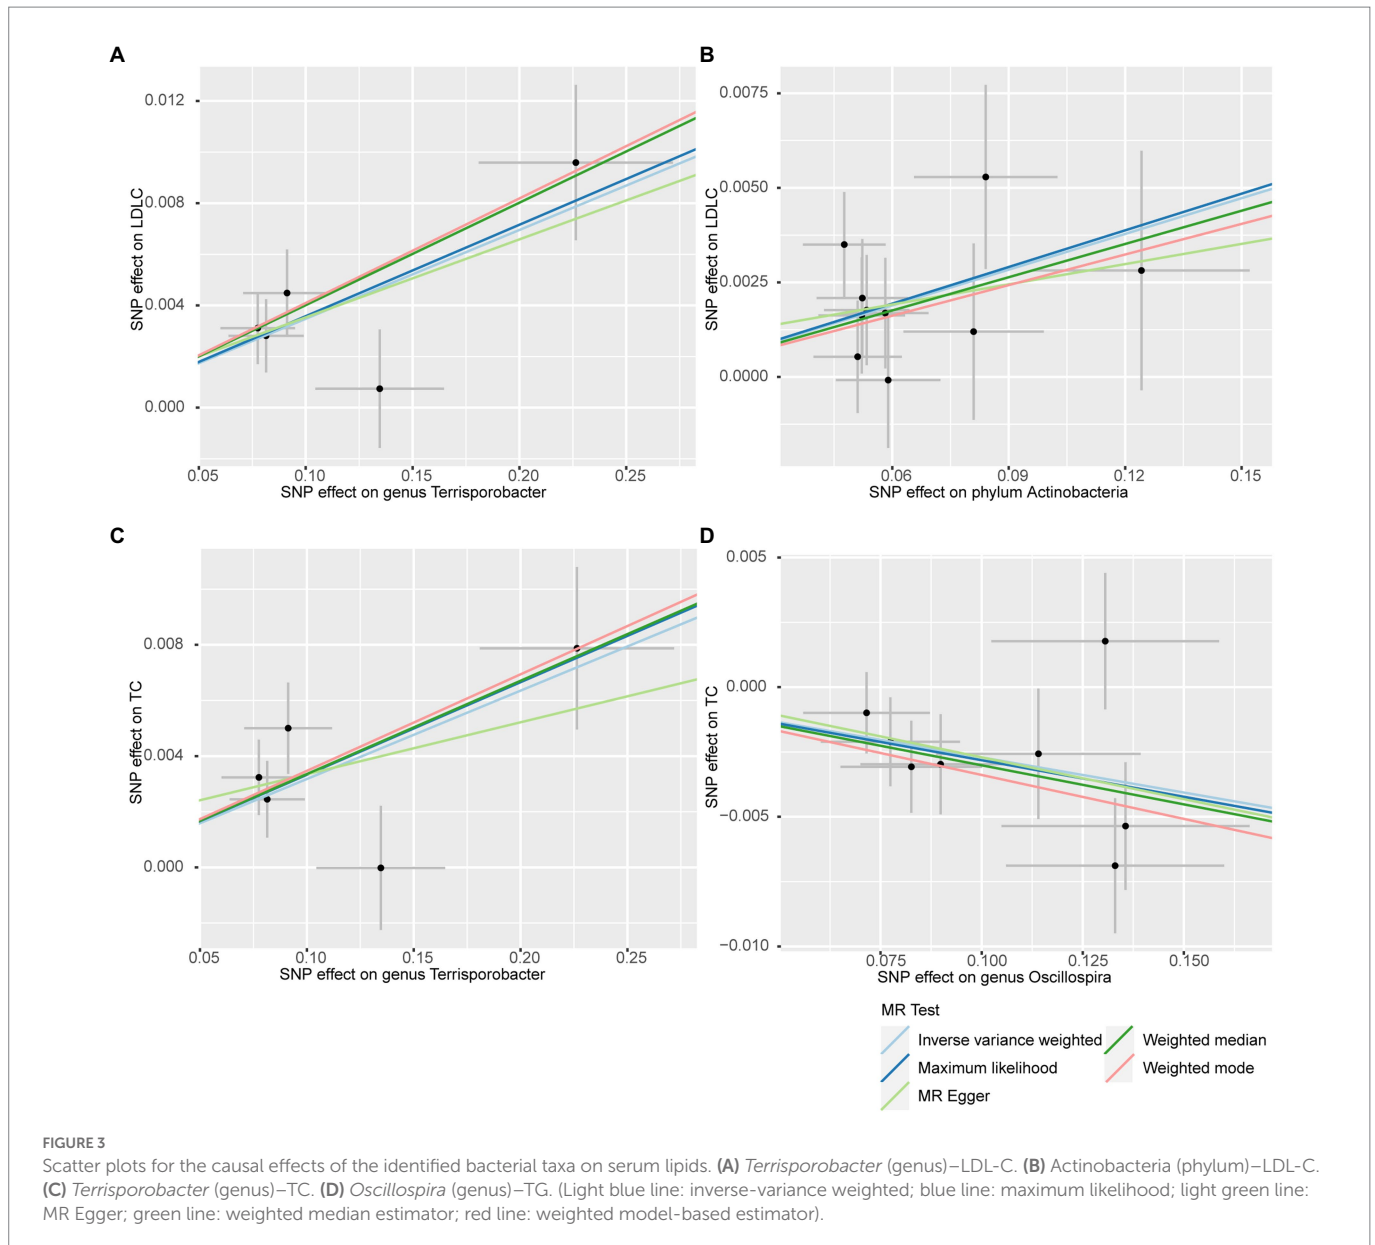 A
0.012
0.008
0.004
0.000
SNP effect on LDLC
0.05 0.10 0.15 0.20 0.25
SNP effect on genus Terrisporobacter
B
0.0075
0.0050
0.0025
0.0000
SNP effect on LDLC
0.06 0.09 0.12 0.15
SNP effect on phylum Actinobacteria
C
0.008
0.004
0.000
SNP effect on TC
0.05 0.10 0.15 0.20 0.25
SNP effect on genus Terrisporobacter
D
0.005
0.000
−0.005
−0.010
SNP effect on TC
0.075 0.100 0.125 0.150
SNP effect on genus Oscillospira
MR Test
Inverse variance weighted
Maximum likelihood
MR Egger
Weighted median
Weighted mode
FIGURE 3
Scatter plots for the causal effects of the identified bacterial taxa on serum lipids. (A) Terrisporobacter (genus)–LDL-C. (B) Actinobacteria (phylum)–LDL-C.
(C) Terrisporobacter (genus)–TC. (D) Oscillospira (genus)–TG. (Light blue line: inverse-variance weighted; blue line: maximum likelihood; light green line:
MR Egger; green line: weighted median estimator; red line: weighted model-based estimator).